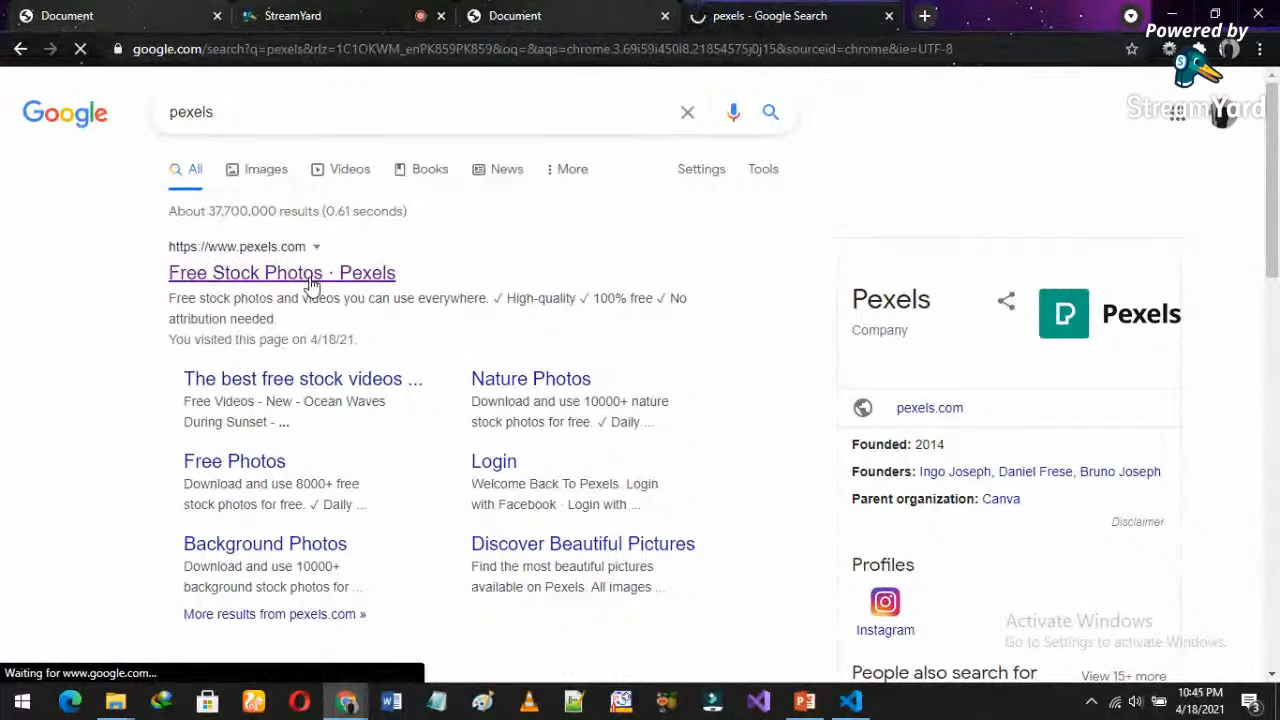 Document
StreamYard
Document
pexels - Google Search
Powered by
google.com/search?q=pexels&rlz=1C1OKWM_enPK859PK859&oq=&aqs=chrome.3.69i59i450l8.21854575j0j15&sourceid=chrome&ie=UTF-8
StreamYard
Google
pexels
All
Images
Videos
Books
News
More
Settings
Tools
About 37,700,000 results (0.61 seconds)
https://www.pexels.com
Free Stock Photos · Pexels
Free stock photos and videos you can use everywhere. ✓ High-quality ✓ 100% free ✓ No
attribution needed.
You visited this page on 4/18/21.
The best free stock videos ...
Free Videos - New - Ocean Waves
During Sunset - ...
Nature Photos
Download and use 10000+ nature
stock photos for free. ✓ Daily ...
Free Photos
Download and use 8000+ free
stock photos for free. ✓ Daily ...
Login
Welcome Back To Pexels. Login
with Facebook · Login with ...
Background Photos
Download and use 10000+
background stock photos for ...
Discover Beautiful Pictures
Find the most beautiful pictures
available on Pexels. All images ...
More results from pexels.com »
Pexels
Company
Pexels
pexels.com
Founded: 2014
Founders: Ingo Joseph, Daniel Frese, Bruno Joseph
Parent organization: Canva
Disclaimer
Profiles
Instagram
Activate Windows
Go to Settings to activate Windows.
People also search for
View 15+ more
Waiting for www.google.com...
10:45 PM
4/18/2021
3